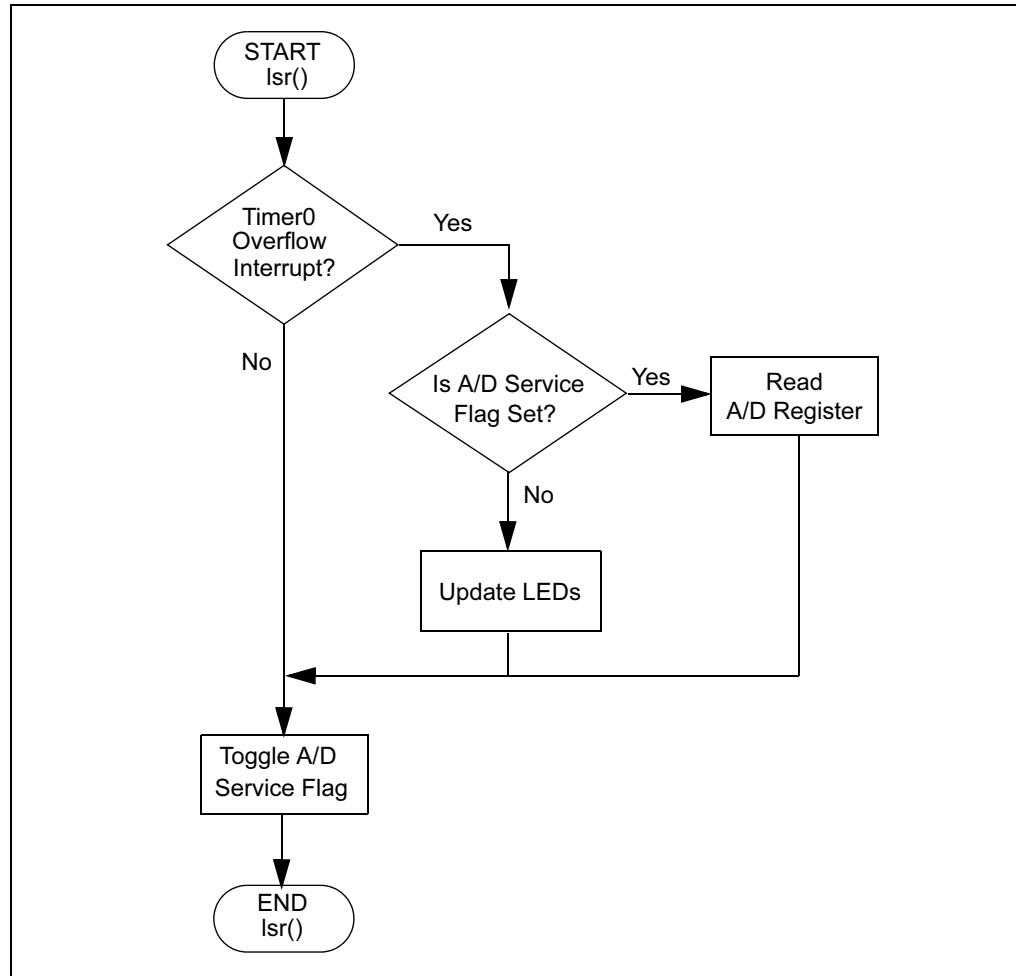 START
Isr()
Timer0
Overflow
Interrupt?
Yes
No
Is A/D Service
Flag Set?
Yes
Read
A/D Register
No
Update LEDs
Toggle A/D
Service Flag
END
Isr()